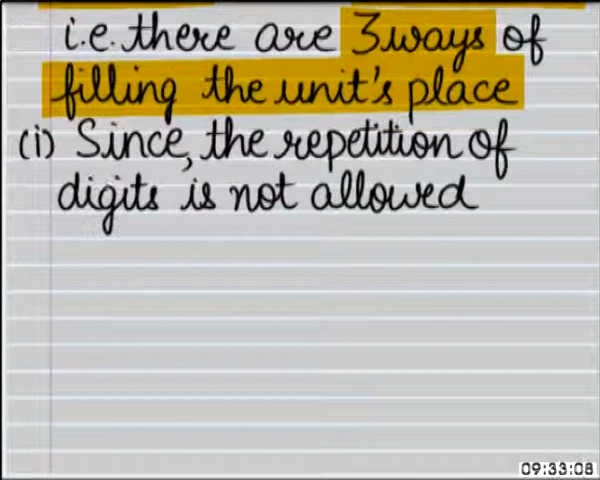 i.e. there are 3 ways of
filling the unit's place
(i) Since, the repetition of
digits is not allowed
09:33:08